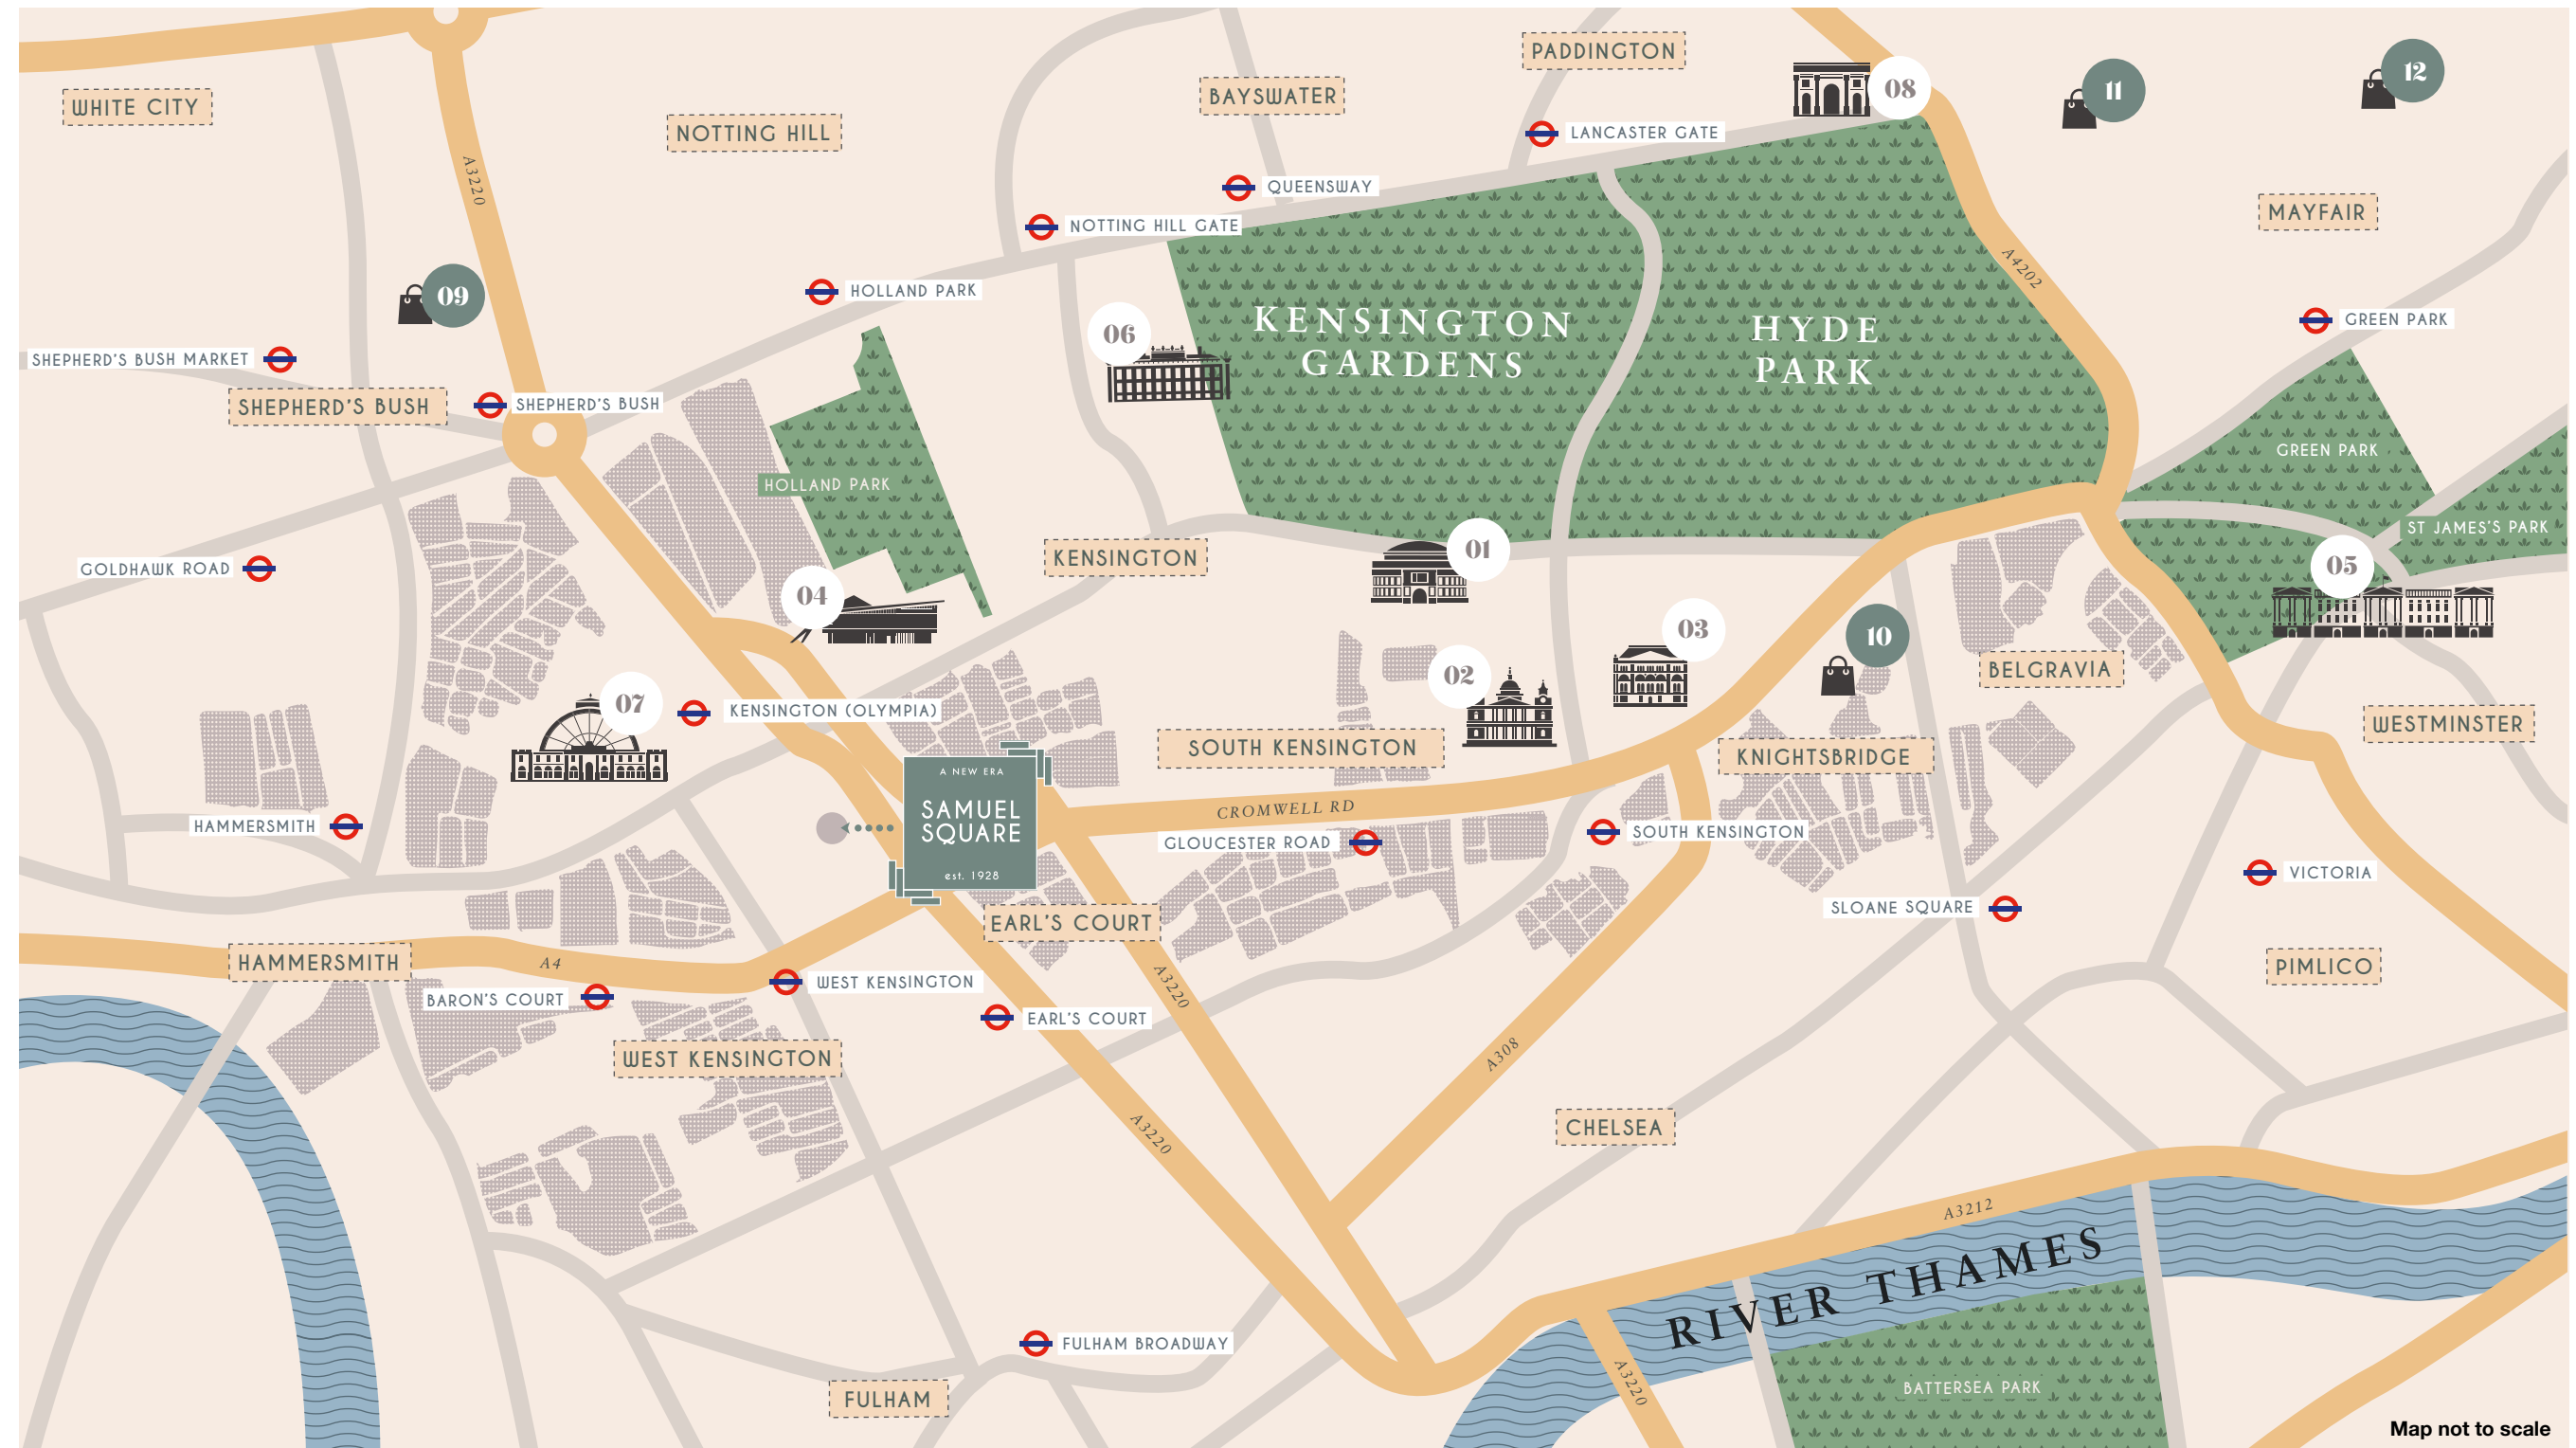 PADDINGTON
12
08
11
WHITE CITY
BAYSWATER
NOTTING HILL
LANCASTER GATE
A3220
QUEENSWAY
MAYFAIR
NOTTING HILL GATE
A4202
HOLLAND PARK
09
06
KENSINGTON
GARDENS
HYDE
PARK
GREEN PARK
SHEPHERD'S BUSH MARKET
SHEPHERD'S BUSH
SHEPHERD'S BUSH
GREEN PARK
HOLLAND PARK
ST JAMES'S PARK
KENSINGTON
01
GOLDHAWK ROAD
05
04
03
10
02
BELGRAVIA
07
KENSINGTON (OLYMPIA)
WESTMINSTER
SOUTH KENSINGTON
KNIGHTSBRIDGE
A NEW ERA
SAMUEL
SQUARE
est. 1928
CROMWELL RD
HAMMERSMITH
GLOUCESTER ROAD
SOUTH KENSINGTON
VICTORIA
SLOANE SQUARE
EARL'S COURT
HAMMERSMITH
A4
PIMLICO
WEST KENSINGTON
A3220
BARON'S COURT
EARL'S COURT
WEST KENSINGTON
A308
A3220
CHELSEA
A3212
RIVER THAMES
FULHAM BROADWAY
A3220
BATTERSEA PARK
FULHAM
Map not to scale